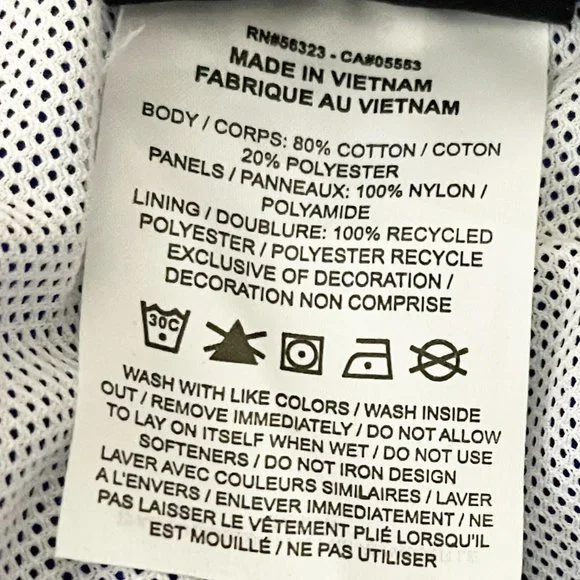 RN#56323 - CA#05553
MADE IN VIETNAM
FABRIQUE AU VIETNAM
BODY / CORPS: 80% COTTON / COTON
20% POLYESTER
PANELS / PANNEAUX: 100% NYLON /
POLYAMIDE
LINING / DOUBLURE: 100% RECYCLED
POLYESTER / POLYESTER RECYCLE
EXCLUSIVE OF DECORATION /
DECORATION NON COMPRISE
30C
WASH WITH LIKE COLORS / WASH INSIDE
OUT / REMOVE IMMEDIATELY / DO NOT ALLOW
TO LAY ON ITSELF WHEN WET / DO NOT USE
SOFTENERS / DO NOT IRON DESIGN
LAVER AVEC COULEURS SIMILAIRES / LAVER
A L'ENVERS / ENLEVER IMMEDIATEMENT / NE
PAS LAISSER LE VÊTEMENT PLIÉ LORSQU'IL
EST MOUILLÉ / NE PAS UTILISER